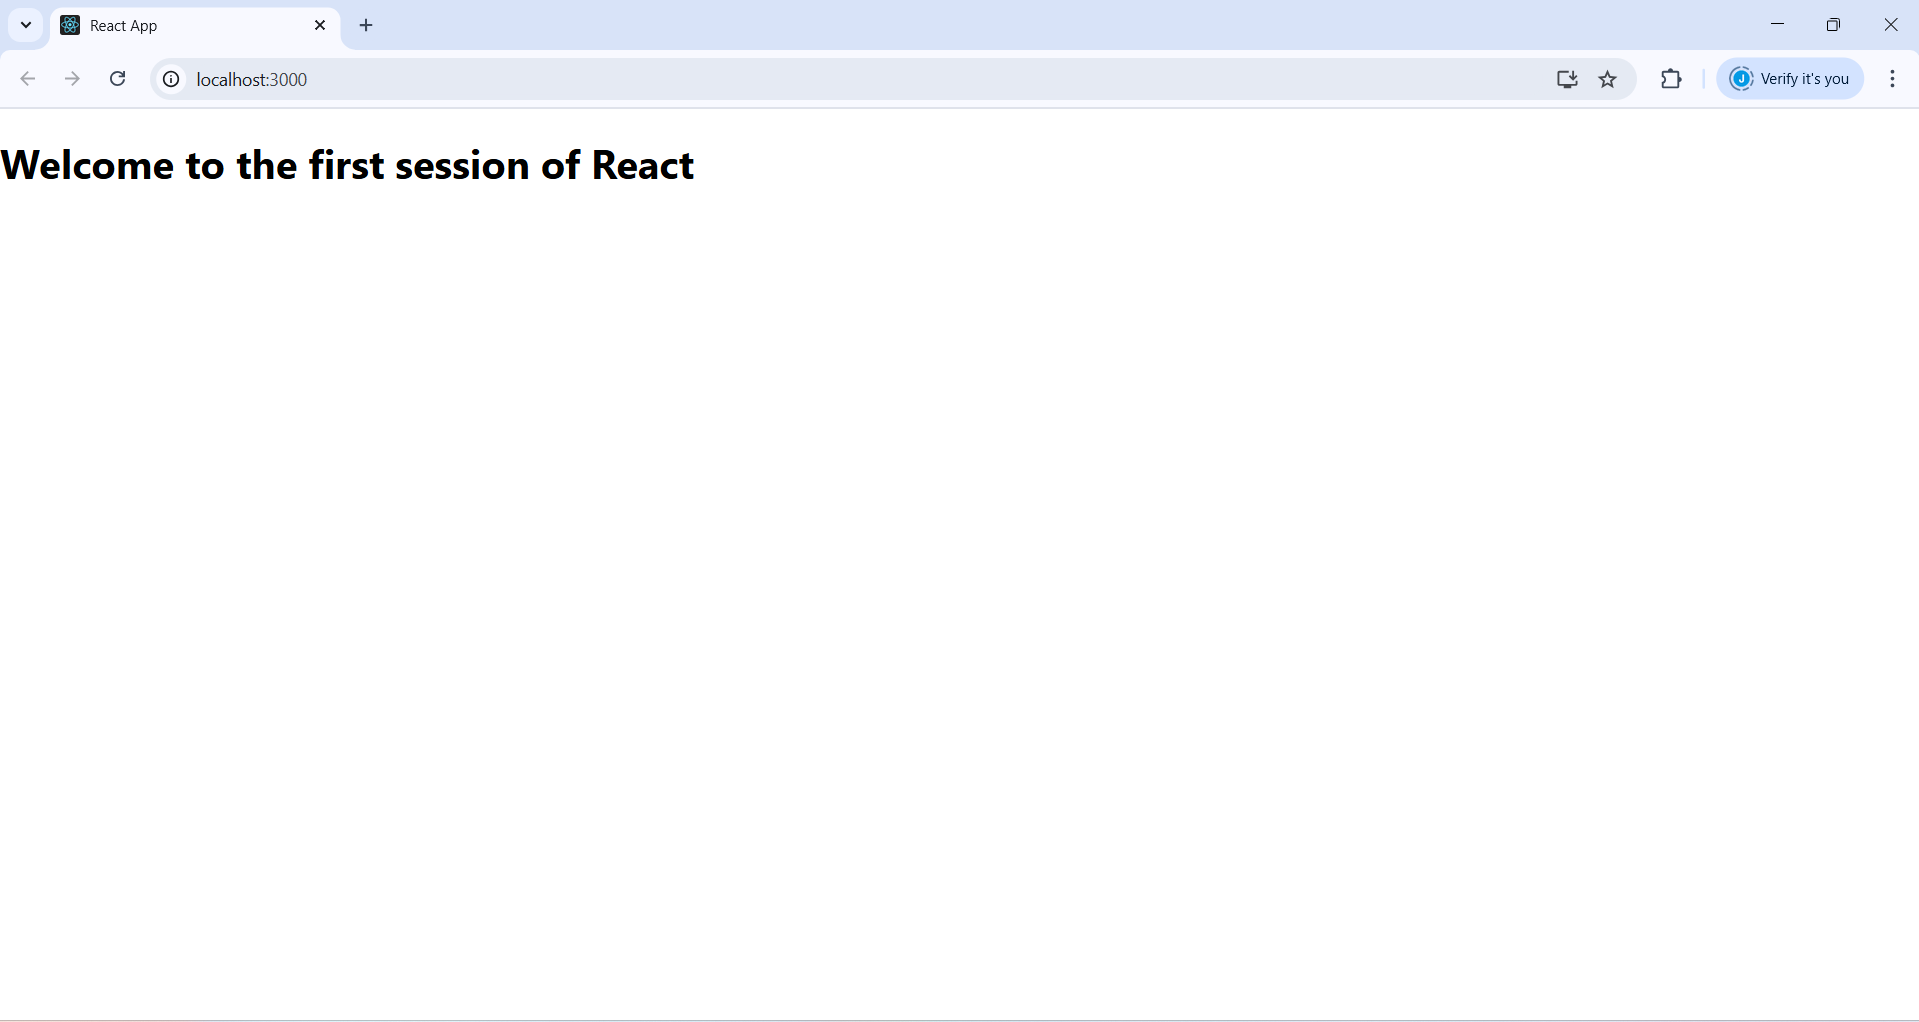 React App
localhost:3000
J
Verify it's you
Welcome to the first session of React